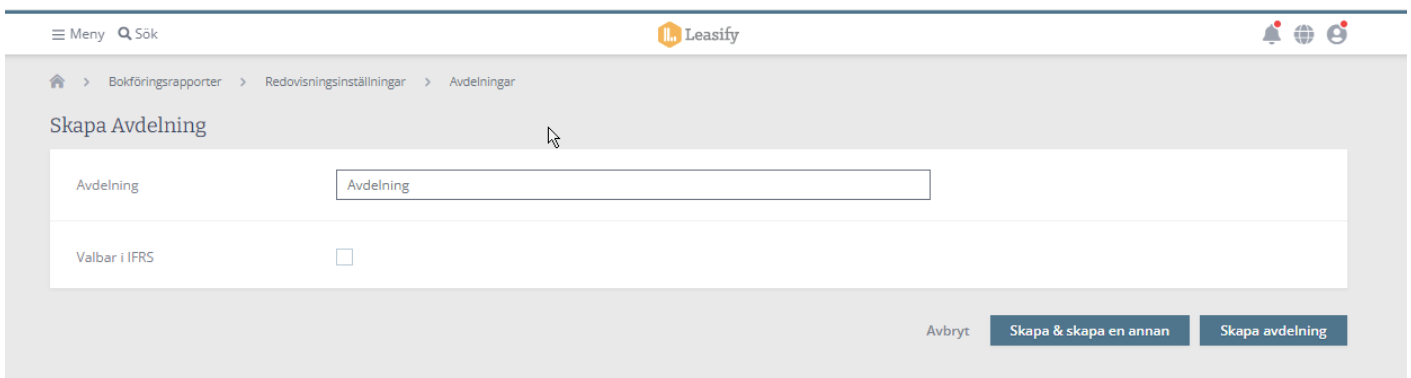 Meny Sök Leasify
Bokföringsrapporter > Redovisningsinställningar > Avdelningar
Skapa Avdelning
Avdelning Avdelning
Valbar i IFRS
Avbryt Skapa & skapa en annan Skapa avdelning